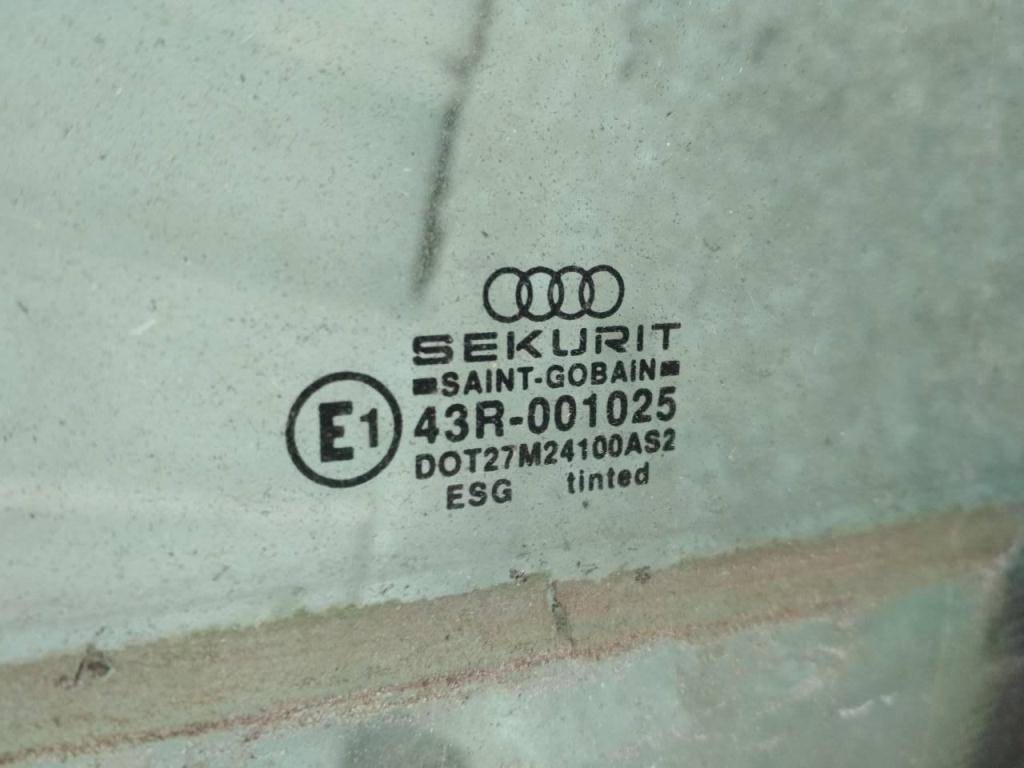 SEKURIT
SAINT-GOBAIN
E1 43R-001025
DOT27M24100AS2
ESG tinted